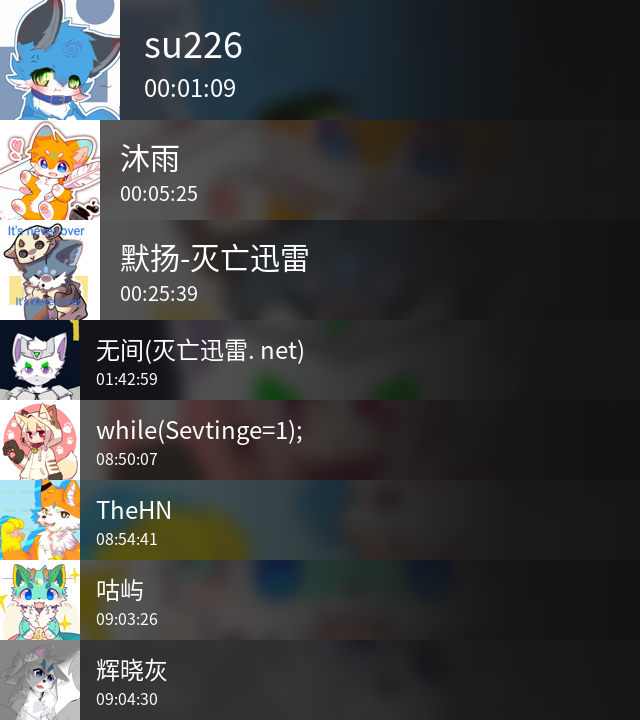 su226
00:01:09
沐雨
00:05:25
It's never over
默扬-灭亡迅雷
00:25:39
无间(灭亡迅雷. net)
01:42:59
while(Sevtinge=1);
08:50:07
TheHN
08:54:41
咕屿
09:03:26
辉晓灰
09:04:30